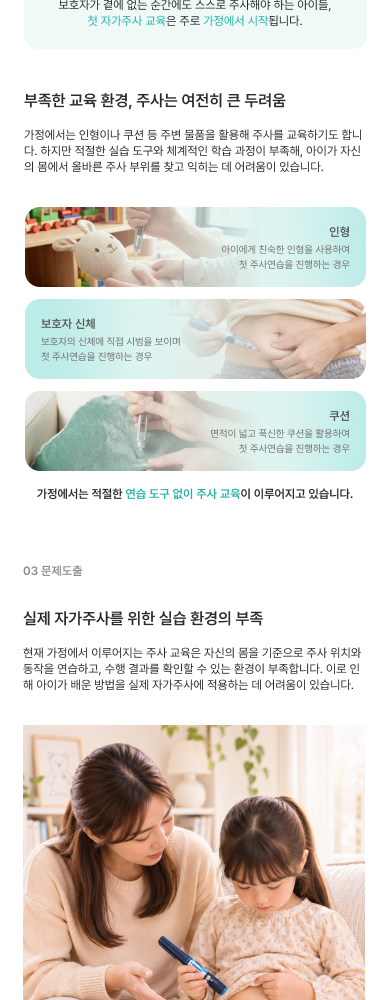 보호자가 곁에 없는 순간에도 스스로 주사해야 하는 아이들,
첫 자가주사 교육은 주로 가정에서 시작됩니다.
부족한 교육 환경, 주사는 여전히 큰 두려움
가정에서는 인형이나 쿠션 등 주변 물품을 활용해 주사를 교육하기도 합니
다. 하지만 적절한 실습 도구와 체계적인 학습 과정이 부족해, 아이가 자신
의 몸에서 올바른 주사 부위를 찾고 익히는 데 어려움이 있습니다.
인형
아이에게 친숙한 인형을 사용하여
첫 주사연습을 진행하는 경우
보호자 신체
보호자의 신체에 직접 시범을 보이며
첫 주사연습을 진행하는 경우
쿠션
면적이 넓고 폭신한 쿠션을 활용하여
첫 주사연습을 진행하는 경우
가정에서는 적절한 연습 도구 없이 주사 교육이 이루어지고 있습니다.
03 문제도출
실제 자가주사를 위한 실습 환경의 부족
현재 가정에서 이루어지는 주사 교육은 자신의 몸을 기준으로 주사 위치와
동작을 연습하고, 수행 결과를 확인할 수 있는 환경이 부족합니다. 이로 인
해 아이가 배운 방법을 실제 자가주사에 적용하는 데 어려움이 있습니다.